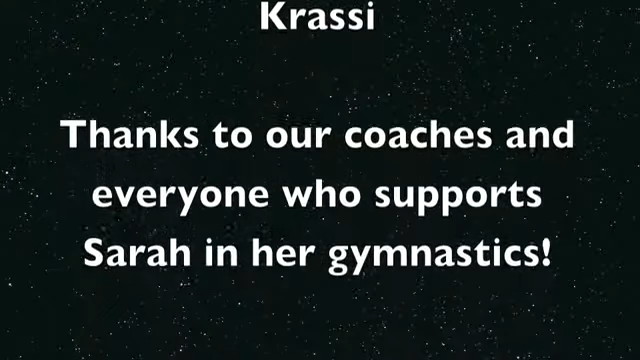 Krassi
Thanks to our coaches and
everyone who supports
Sarah in her gymnastics!